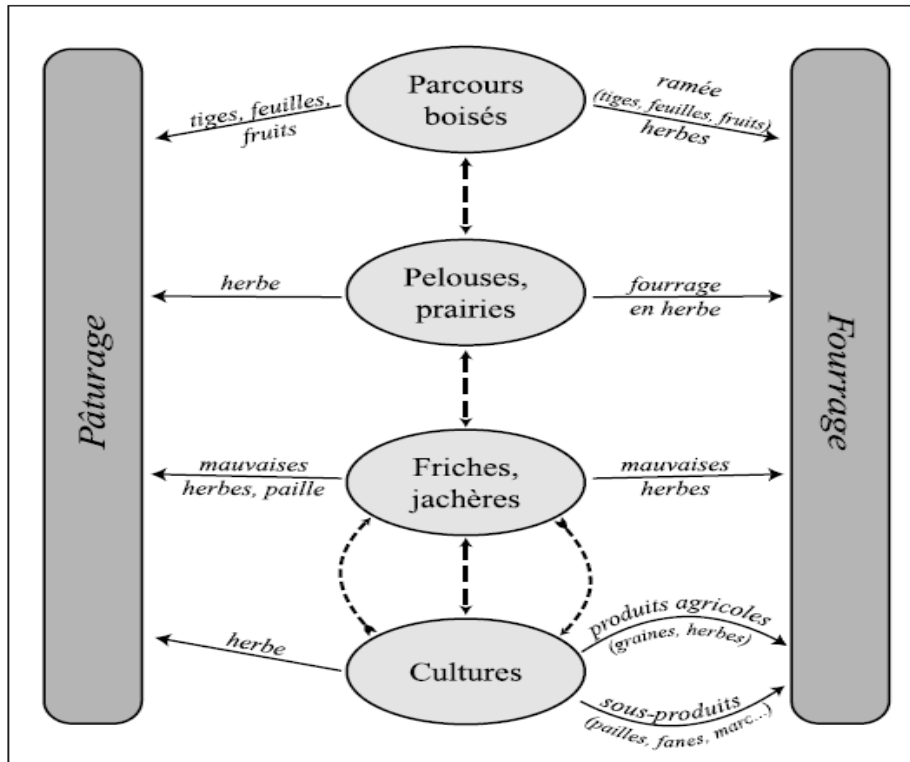 Parcours
boisés
tiges, feuilles,
fruits
ramée
(tiges, feuilles, fruits)
herbes
Pelouses,
prairies
herbe
fourrage
en herbe
Pâturage
Fourrage
Friches,
jachères
mauvaises
herbes, paille
mauvaises
herbes
Cultures
herbe
produits agricoles
(graines, herbes)
sous-produits
(pailles, fanes, marc...)